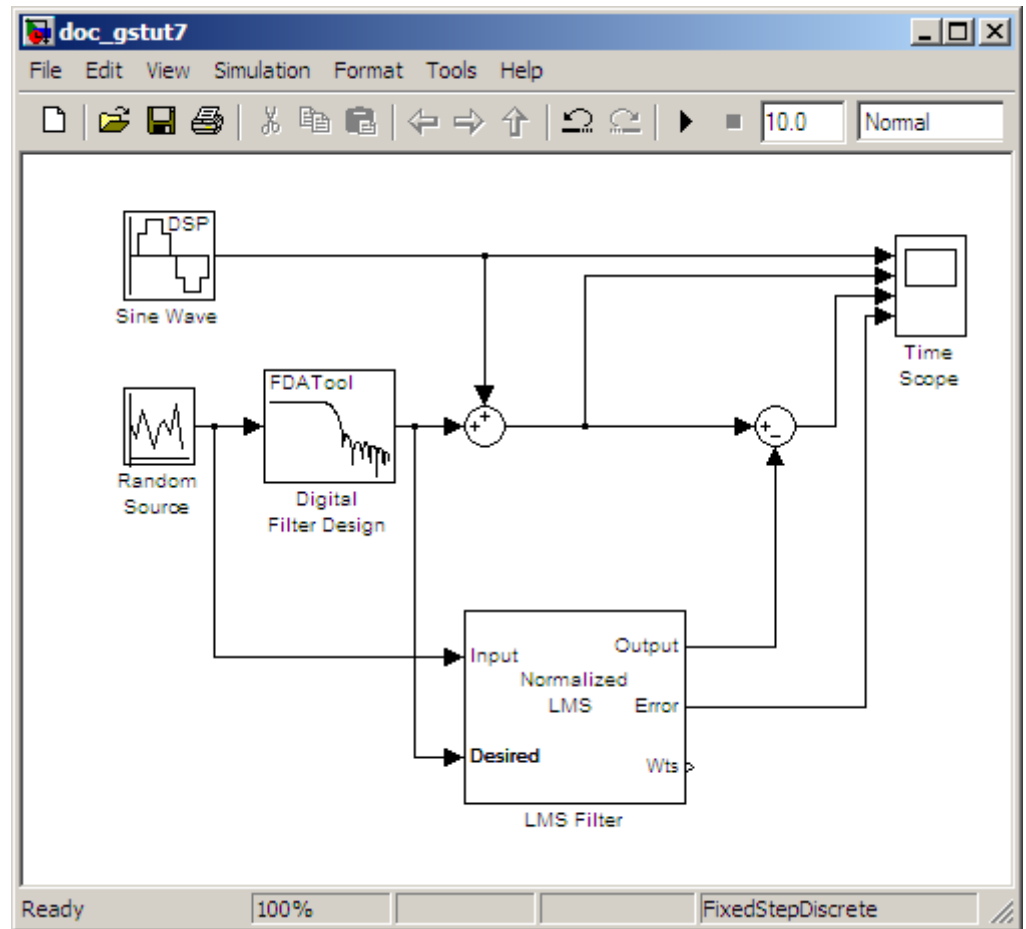 doc_gstut7
File Edit View Simulation Format Tools Help
10.0 Normal
DSP
Sine Wave
Time
Scope
FDATool
Random
Source
Digital
Filter Design
+
+
+
−
Input
Output
Normalized
LMS
Error
Desired
Wts
LMS Filter
Ready 100% FixedStepDiscrete